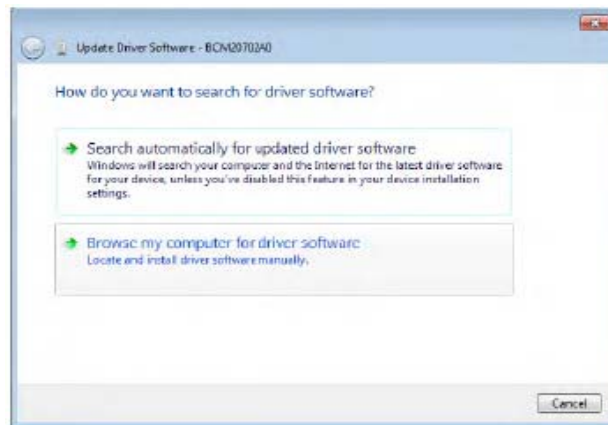 Update Driver Software - BCM20702A0
How do you want to search for driver software?
Search automatically for updated driver software
Windows will search your computer and the Internet for the latest driver software
for your device, unless you've disabled this feature in your device installation
settings.
Browse my computer for driver software
Locate and install driver software manually.
Cancel